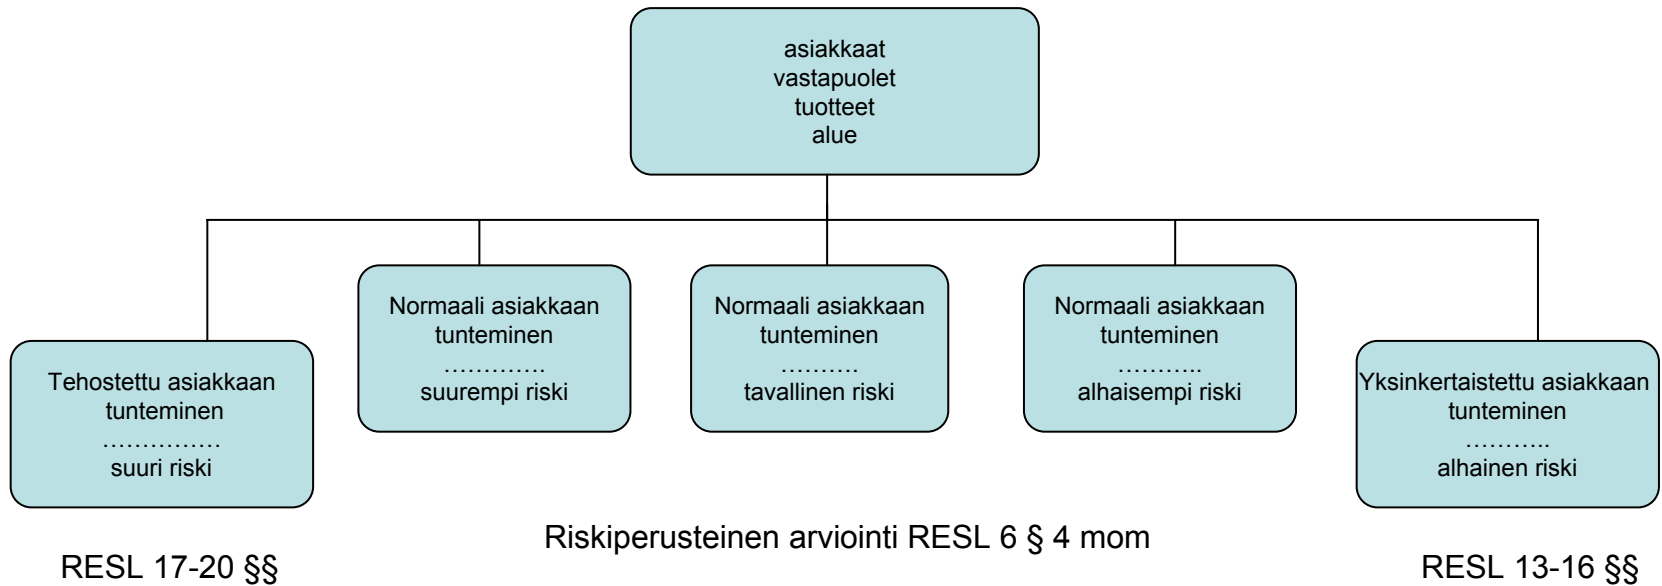 asiakkaat
vastapuolet
tuotteet
alue
Tehostettu asiakkaan
tunteminen
……………
suuri riski
Normaali asiakkaan
tunteminen
………….
suurempi riski
Normaali asiakkaan
tunteminen
……….
tavallinen riski
Normaali asiakkaan
tunteminen
………..
alhaisempi riski
Yksinkertaistettu asiakkaan
tunteminen
………..
alhainen riski
RESL 17-20 §§
Riskiperusteinen arviointi RESL 6 § 4 mom
RESL 13-16 §§